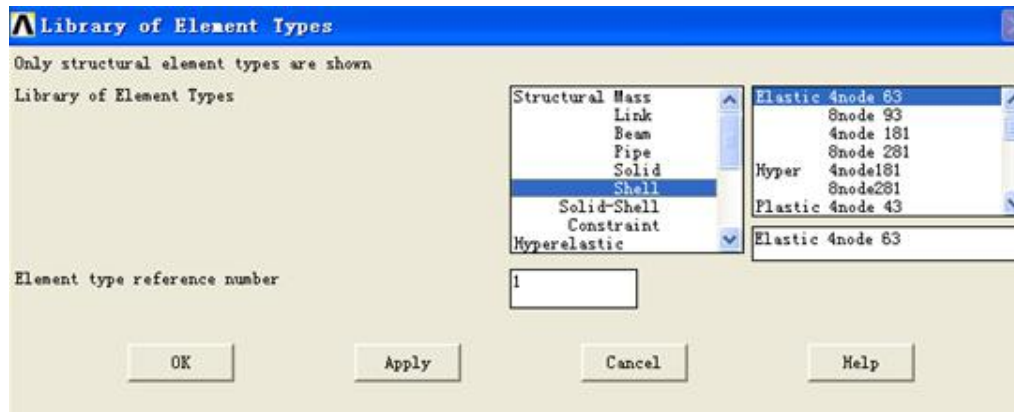 Library of Element Types
Only structural element types are shown
Library of Element Types
Structural Mass
Link
Beam
Pipe
Solid
Shell
Solid-Shell
Constraint
Hyperelastic
Elastic 4node 63
8node 93
4node 181
8node 281
Hyper 4node181
8node281
Plastic 4node 43
Elastic 4node 63
Element type reference number
1
OK
Apply
Cancel
Help